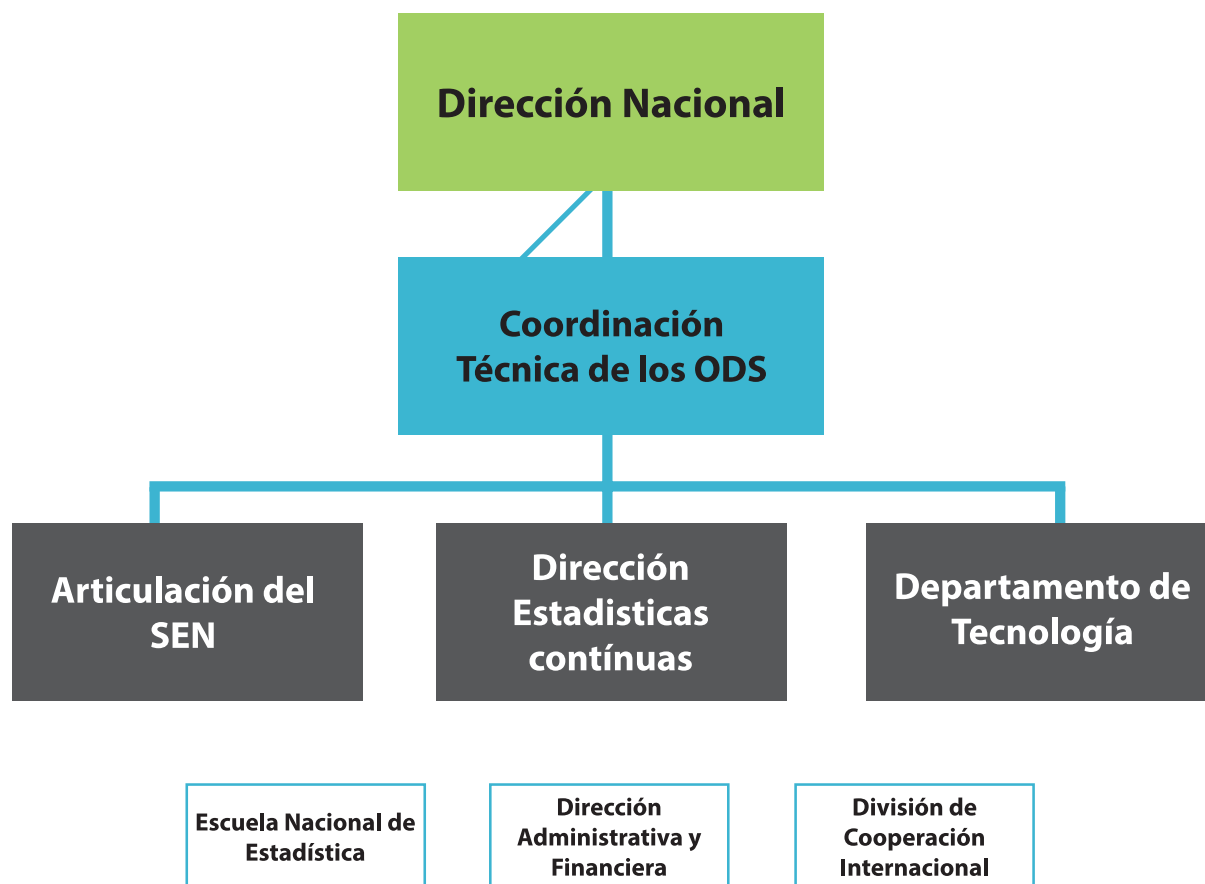 Dirección Nacional
Coordinación
Técnica de los ODS
Articulación del
SEN
Dirección
Estadisticas
contínuas
Departamento de
Tecnología
Escuela Nacional de
Estadística
Dirección
Administrativa y
Financiera
División de
Cooperación
Internacional